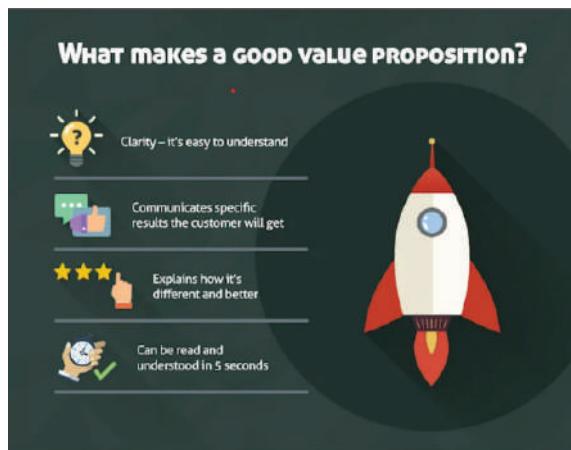 What makes a good value proposition?
?
Clarity – it's easy to understand
Communicates specific
results the customer will get
Explains how it's
different and better
Can be read and
understood in 5 seconds